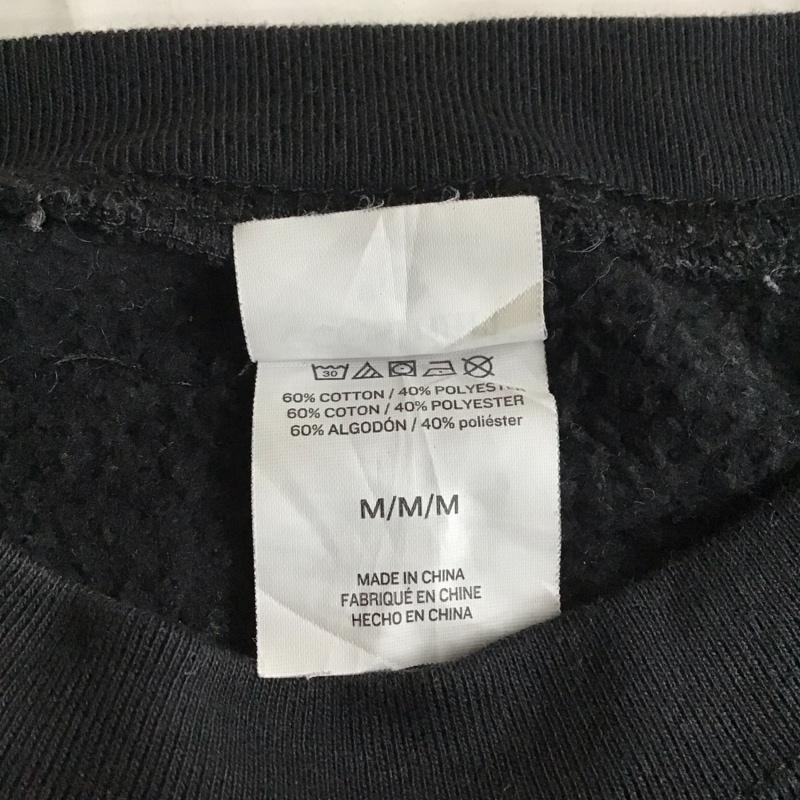 30
60% COTTON / 40% POLYESTER
60% COTON / 40% POLYESTER
60% ALGODÓN / 40% poliéster
M/M/M
MADE IN CHINA
FABRIQUÉ EN CHINE
HECHO EN CHINA